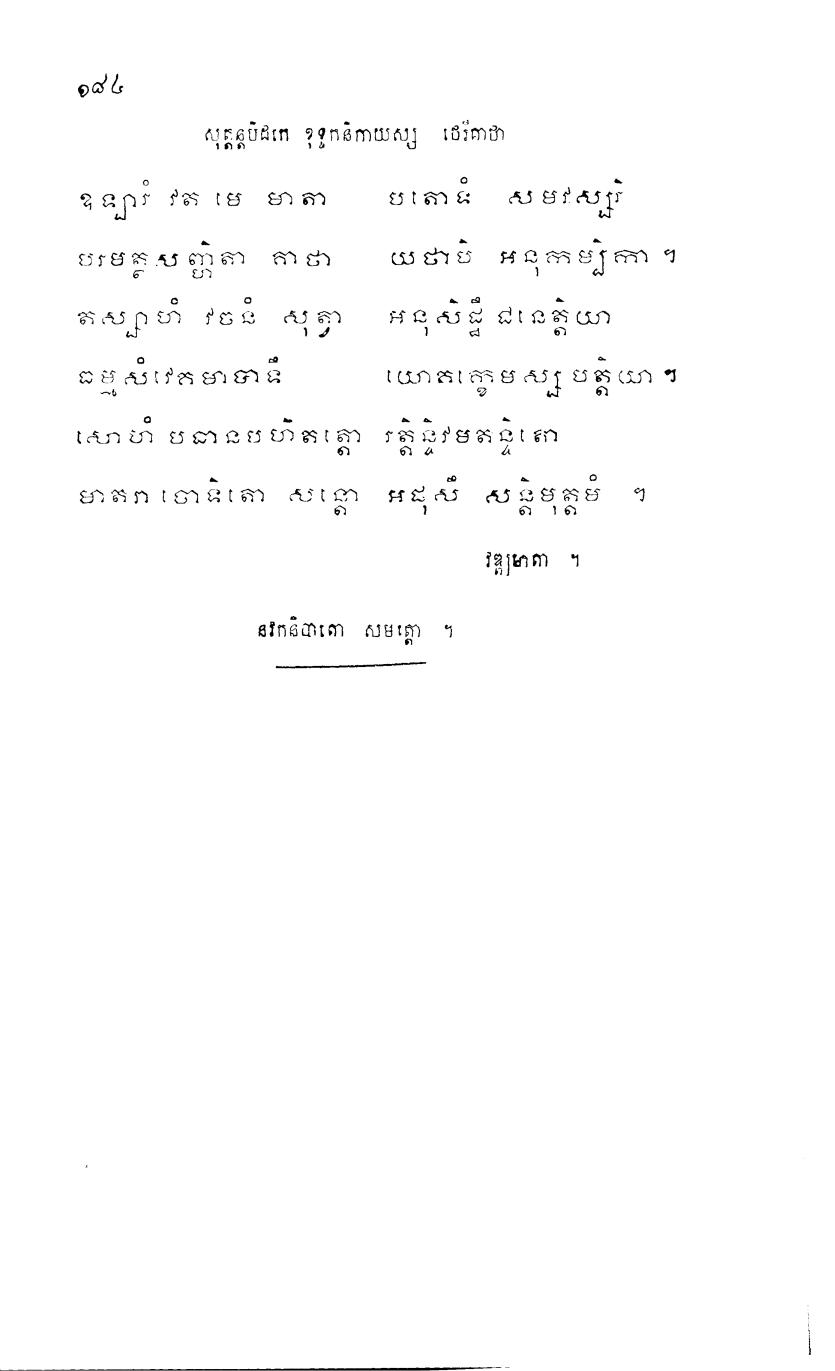 ១៨៤
សុត្តន្តបិដកេ ខុទ្ទកនិកាយស្ស ថេរីគាថា
ឧឡ្បារំ វត មេ មាតា បតោទំ សមវស្សរិ
បរមត្ថសញ្ហិតា គាថា យថាបិ អនុកម្បិកា ។
តស្សាហំ វចនំ សុត្វា អនុសិដ្ឋឹ ជនេត្តិយា
ធម្មសំវេគមាបាទឹ យោគក្ខេមស្ស បត្តិយា ។
សោហំ បធានបហិតត្តោ រត្តិន្ទិវមតន្ទិតោ
មាតរា ចោទិតោ សន្តោ អផុសឹ សន្តិមុត្តមំ ។
វឌ្ឍមាតា ។
នវកនិបាតោ សមត្តោ ។